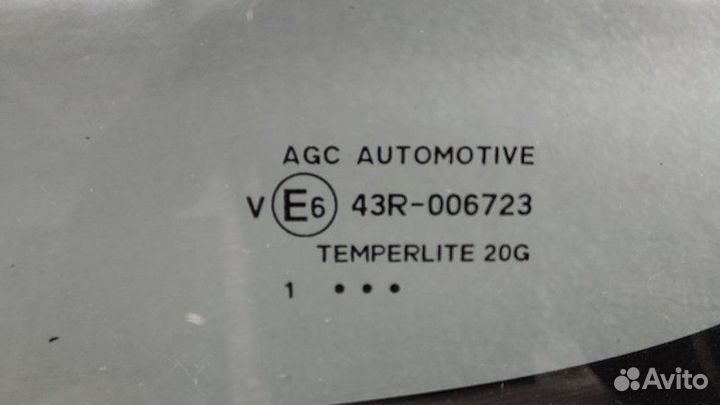 AGC AUTOMOTIVE
V E6 43R-006723
TEMPERLITE 20G
1 •••
Avito